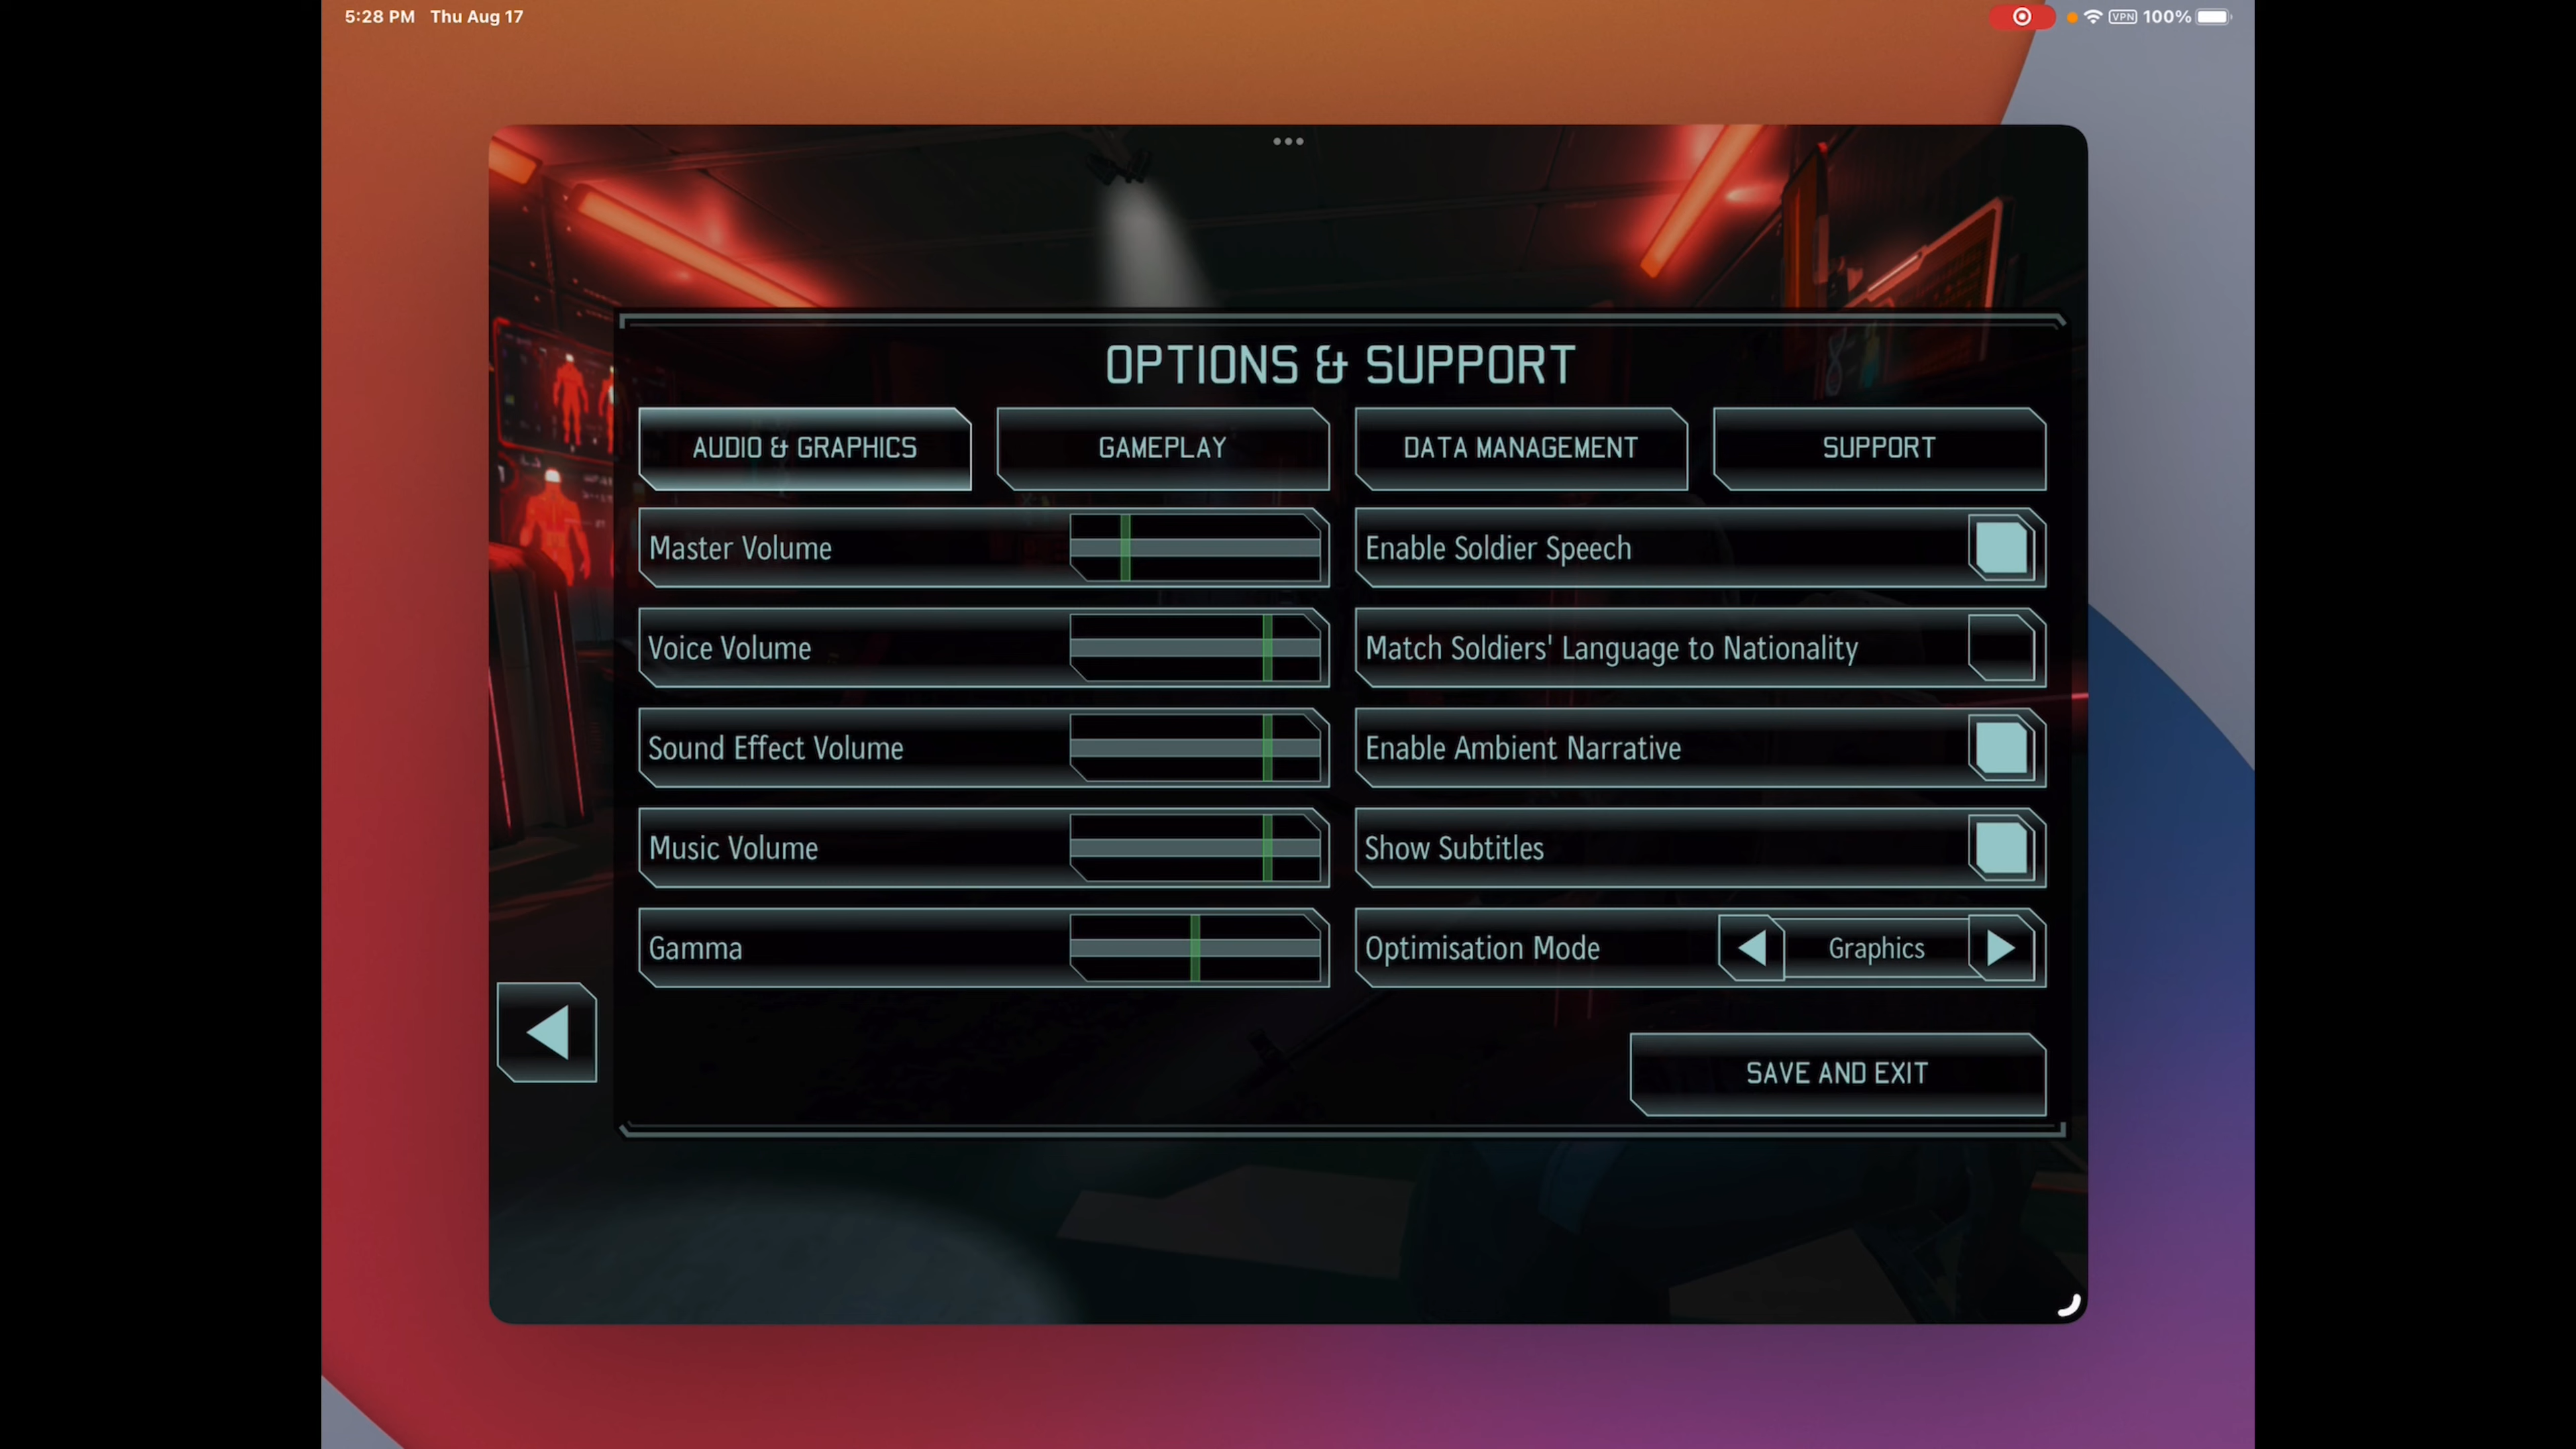 5:28 PM Thu Aug 17
VPN 100%
OPTIONS & SUPPORT
AUDIO & GRAPHICS
GAMEPLAY
DATA MANAGEMENT
SUPPORT
Master Volume
Enable Soldier Speech
Voice Volume
Match Soldiers' Language to Nationality
Sound Effect Volume
Enable Ambient Narrative
Music Volume
Show Subtitles
Gamma
Optimisation Mode
Graphics
SAVE AND EXIT